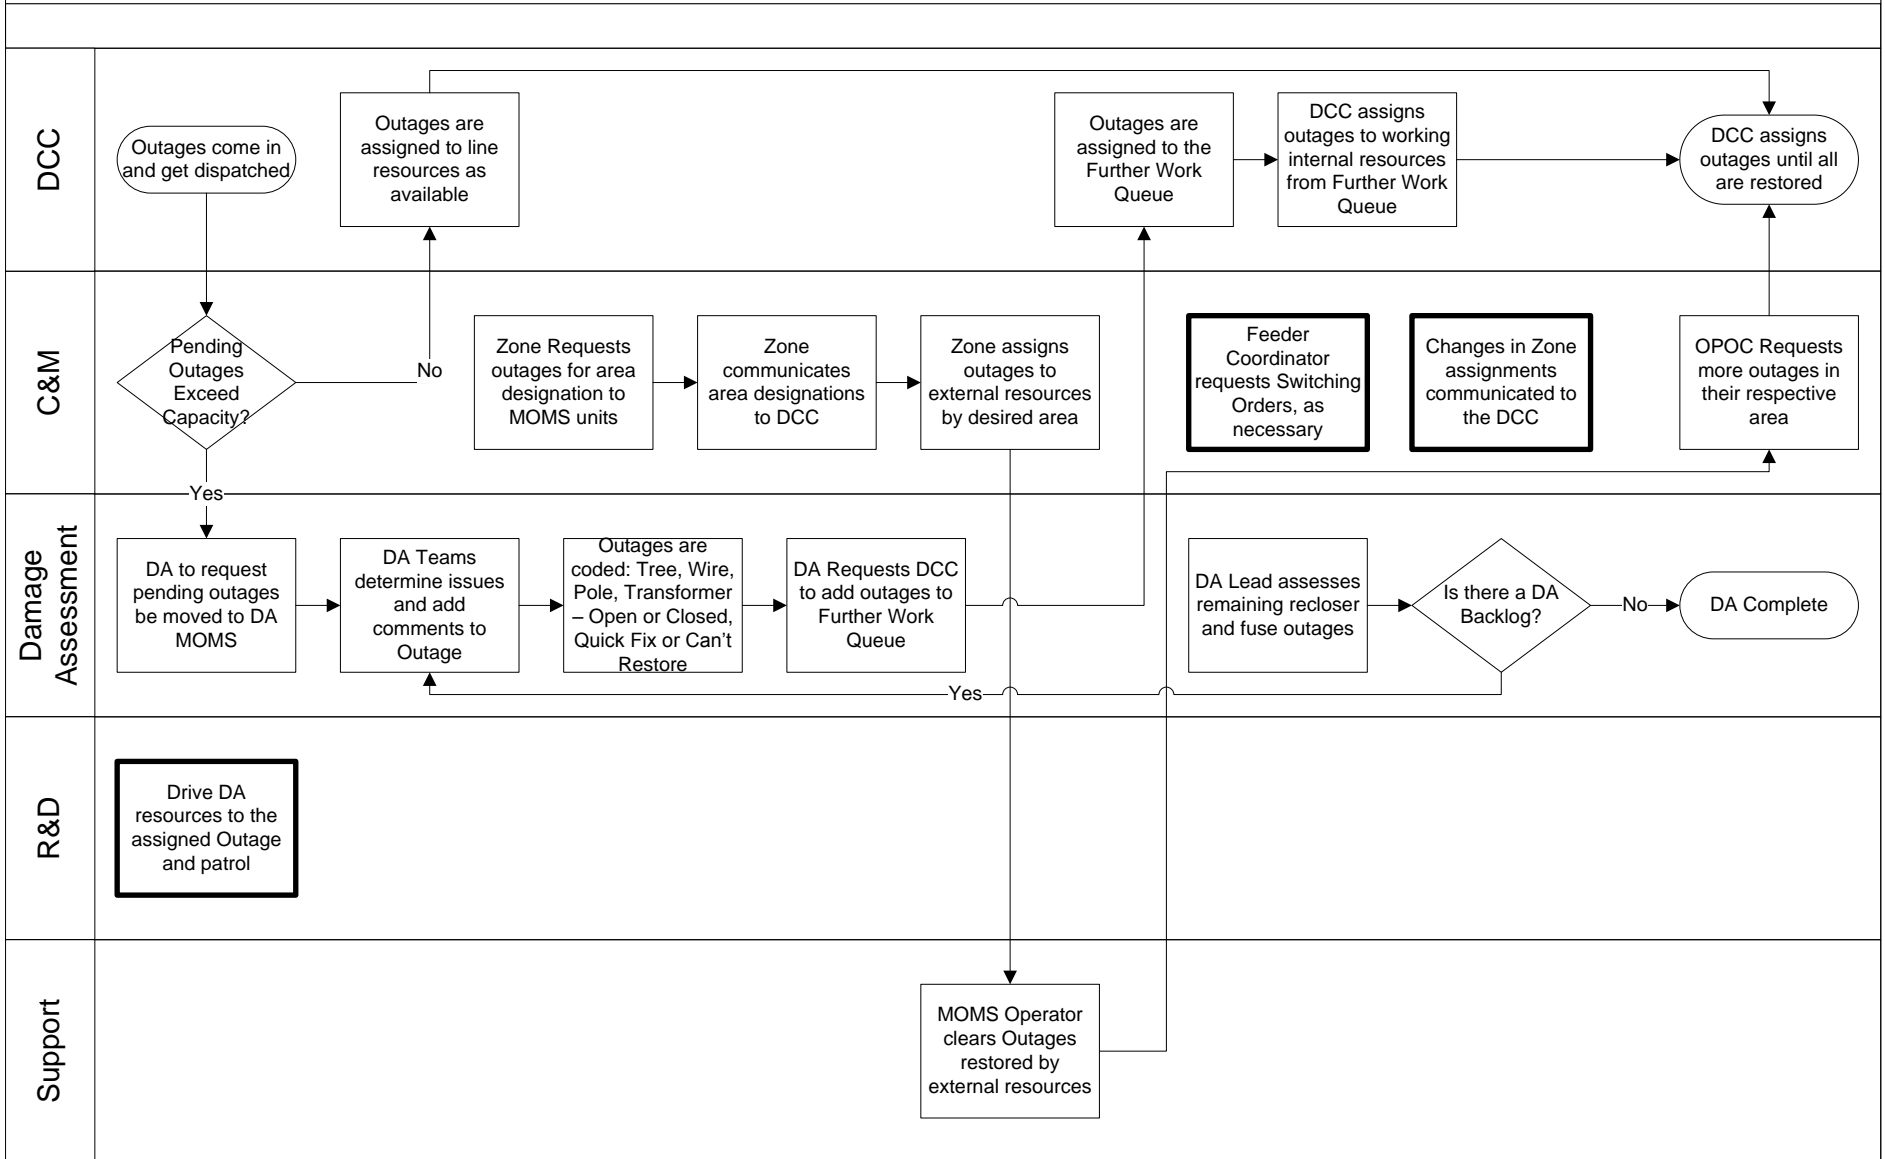 DCC
Outages come in
and get dispatched
Outages are
assigned to line
resources as
available
Outages are
assigned to the
Further Work
Queue
DCC assigns
outages to working
internal resources
from Further Work
Queue
DCC assigns
outages until all
are restored
C&M
Pending
Outages
Exceed
Capacity?
No
Yes
Zone Requests
outages for area
designation to
MOMS units
Zone
communicates
area designations
to DCC
Zone assigns
outages to
external resources
by desired area
Feeder
Coordinator
requests Switching
Orders, as
necessary
Changes in Zone
assignments
communicated to
the DCC
OPOC Requests
more outages in
their respective
area
Damage
Assessment
DA to request
pending outages
be moved to DA
MOMS
DA Teams
determine issues
and add
comments to
Outage
Outages are
coded: Tree, Wire,
Pole, Transformer
– Open or Closed,
Quick Fix or Can’t
Restore
DA Requests DCC
to add outages to
Further Work
Queue
DA Lead assesses
remaining recloser
and fuse outages
Is there a DA
Backlog?
No
DA Complete
Yes
R&D
Drive DA
resources to the
assigned Outage
and patrol
Support
MOMS Operator
clears Outages
restored by
external resources